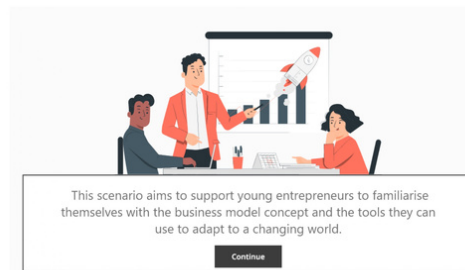 This scenario aims to support young entrepreneurs to familiarise
themselves with the business model concept and the tools they can
use to adapt to a changing world.
Continue